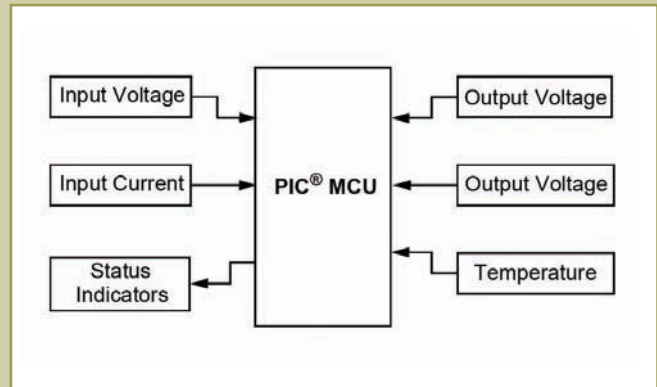 Input Voltage
Input Current
Status
Indicators
PIC® MCU
Output Voltage
Output Voltage
Temperature